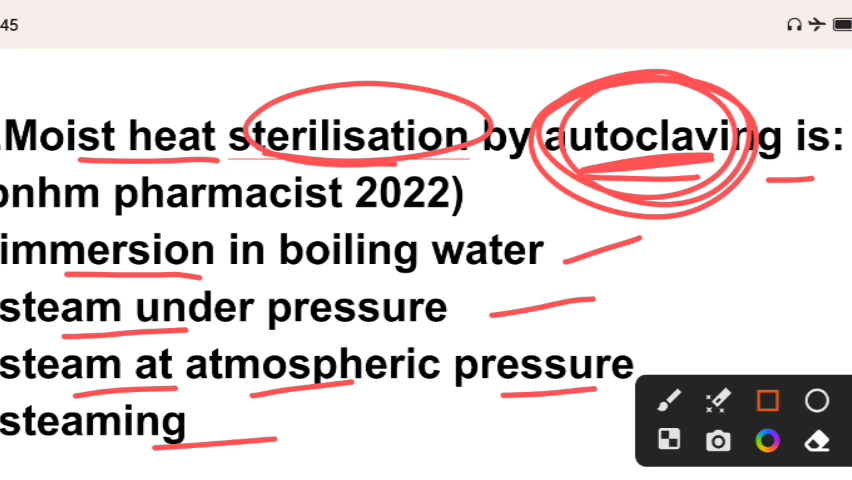 45
.Moist heat sterilisation by autoclaving is:
pnhm pharmacist 2022)
immersion in boiling water
steam under pressure
steam at atmospheric pressure
steaming